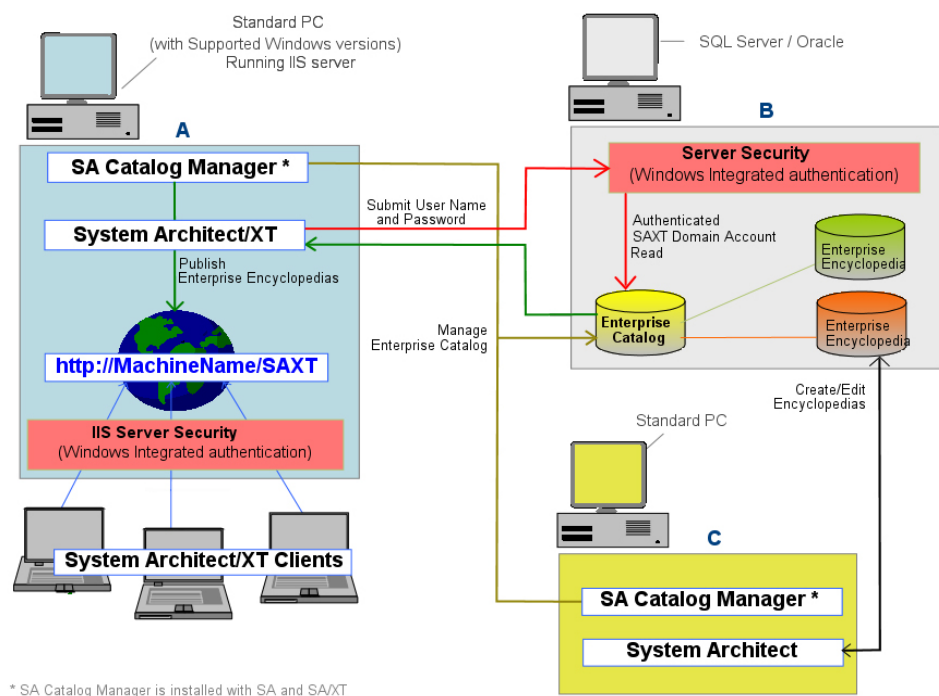 Standard PC
(with Supported Windows versions)
Running IIS server
SQL Server / Oracle
A
B
SA Catalog Manager *
Server Security
(Windows Integrated authentication)
Submit User Name
and Password
System Architect/XT
Authenticated
SAXT Domain Account
Read
Enterprise
Encyclopedia
Publish
Enterprise Encyclopedias
Enterprise
Catalog
Enterprise
Encyclopedia
Manage
Enterprise Catalog
http://MachineName/SAXT
Create/Edit
Encyclopedias
IIS Server Security
(Windows Integrated authentication)
Standard PC
C
System Architect/XT Clients
SA Catalog Manager *
System Architect
* SA Catalog Manager is installed with SA and SA/XT